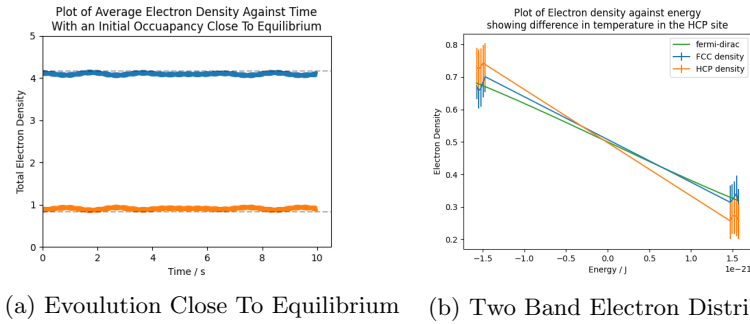 Plot of Average Electron Density Against Time
With an Initial Occuapancy Close To Equilibrium
Total Electron Density
5
4
3
2
1
0
0 2 4 6 8 10
Time / s
(a) Evoulution Close To Equilibrium
Plot of Electron density against energy
showing difference in temperature in the HCP site
fermi-dirac
FCC density
HCP density
Electron Density
0.8
0.7
0.6
0.5
0.4
0.3
0.2
−1.5 −1.0 −0.5 0.0 0.5 1.0 1.5
1e−21
Energy / J
(b) Two Band Electron Distri